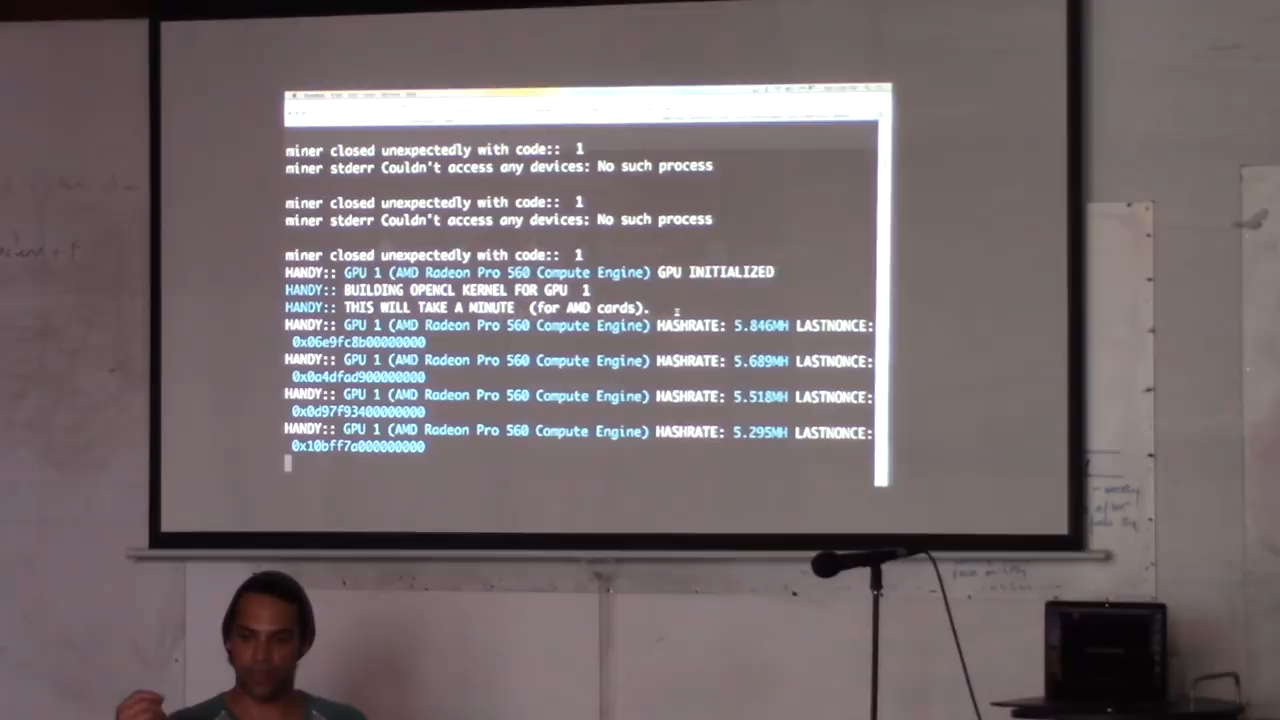 miner closed unexpectedly with code:: 1
miner stderr Couldn't access any devices: No such process
miner closed unexpectedly with code:: 1
miner stderr Couldn't access any devices: No such process
miner closed unexpectedly with code:: 1
HANDY:: GPU 1 (AMD Radeon Pro 560 Compute Engine) GPU INITIALIZED
HANDY:: BUILDING OPENCL KERNEL FOR GPU 1
HANDY:: THIS WILL TAKE A MINUTE (for AMD cards).
HANDY:: GPU 1 (AMD Radeon Pro 560 Compute Engine) HASHRATE: 5.846MH LASTNONCE:
0x06e9fc8b00000000
HANDY:: GPU 1 (AMD Radeon Pro 560 Compute Engine) HASHRATE: 5.689MH LASTNONCE:
0x0a4dfad900000000
HANDY:: GPU 1 (AMD Radeon Pro 560 Compute Engine) HASHRATE: 5.518MH LASTNONCE:
0x0d97f93400000000
HANDY:: GPU 1 (AMD Radeon Pro 560 Compute Engine) HASHRATE: 5.295MH LASTNONCE:
0x10bff7a000000000